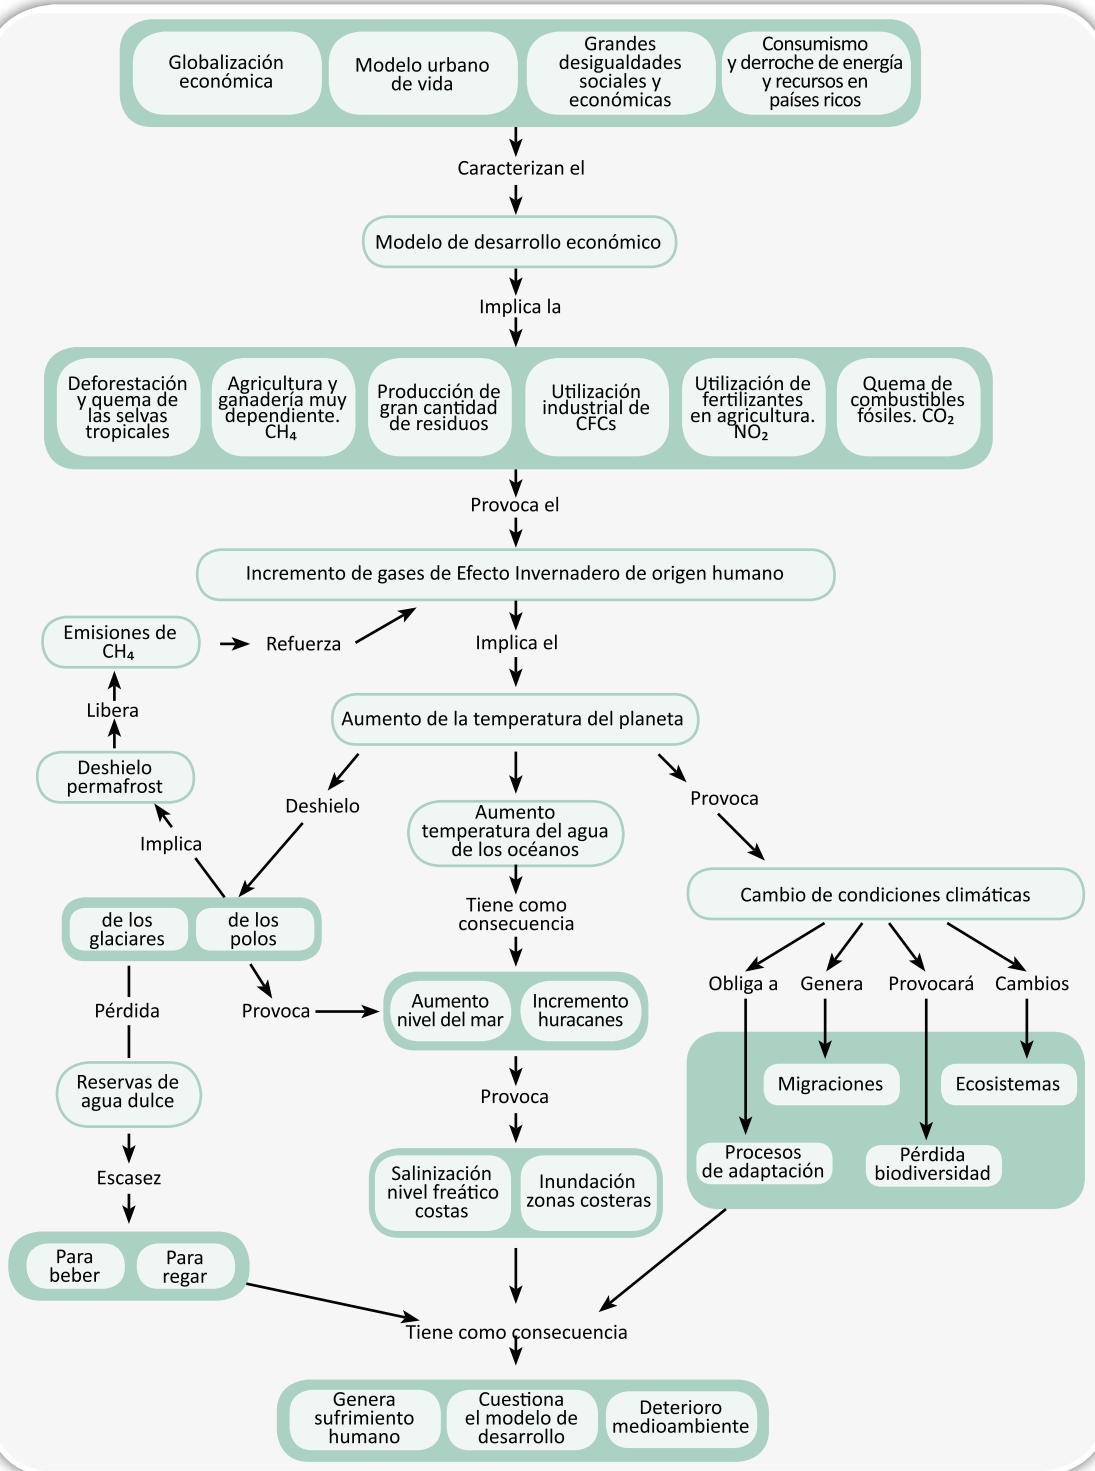 Globalización
económica
Modelo urbano
de vida
Grandes
desigualdades
sociales y
económicas
Consumismo
y derroche de energía
y recursos en
países ricos
Caracterizan el
Modelo de desarrollo económico
Implica la
Deforestación
y quema de
las selvas
tropicales
Agricultura y
ganadería muy
dependiente.
CH₄
Producción de
gran cantidad
de residuos
Utilización
industrial de
CFCs
Utilización de
fertilizantes
en agricultura.
NO₂
Quema de
combustibles
fósiles. CO₂
Provoca el
Incremento de gases de Efecto Invernadero de origen humano
Emisiones de
CH₄
Refuerza
Implica el
Libera
Aumento de la temperatura del planeta
Deshielo
permafrost
Deshielo
Provoca
Implica
Aumento
temperatura del agua
de los océanos
Cambio de condiciones climáticas
Tiene como
consecuencia
de los
glaciares
de los
polos
Obliga a
Genera
Provocará
Cambios
Pérdida
Provoca
Aumento
nivel del mar
Incremento
huracanes
Migraciones
Ecosistemas
Reservas de
agua dulce
Provoca
Procesos
de adaptación
Pérdida
biodiversidad
Escasez
Salinización
nivel freático
costas
Inundación
zonas costeras
Para
beber
Para
regar
Tiene como consecuencia
Genera
sufrimiento
humano
Cuestiona
el modelo de
desarrollo
Deterioro
medioambiente